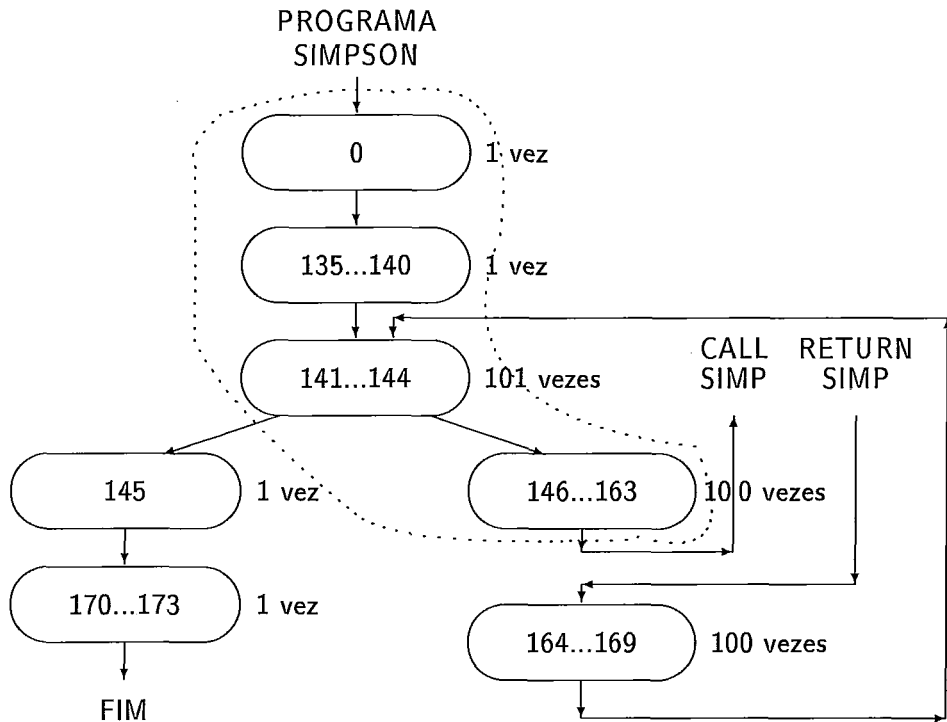 PROGRAMA
SIMPSON
0
1 vez
135...140
1 vez
141...144
101 vezes
CALL
SIMP
RETURN
SIMP
145
1 vez
146...163
100 vezes
170...173
1 vez
164...169
100 vezes
FIM